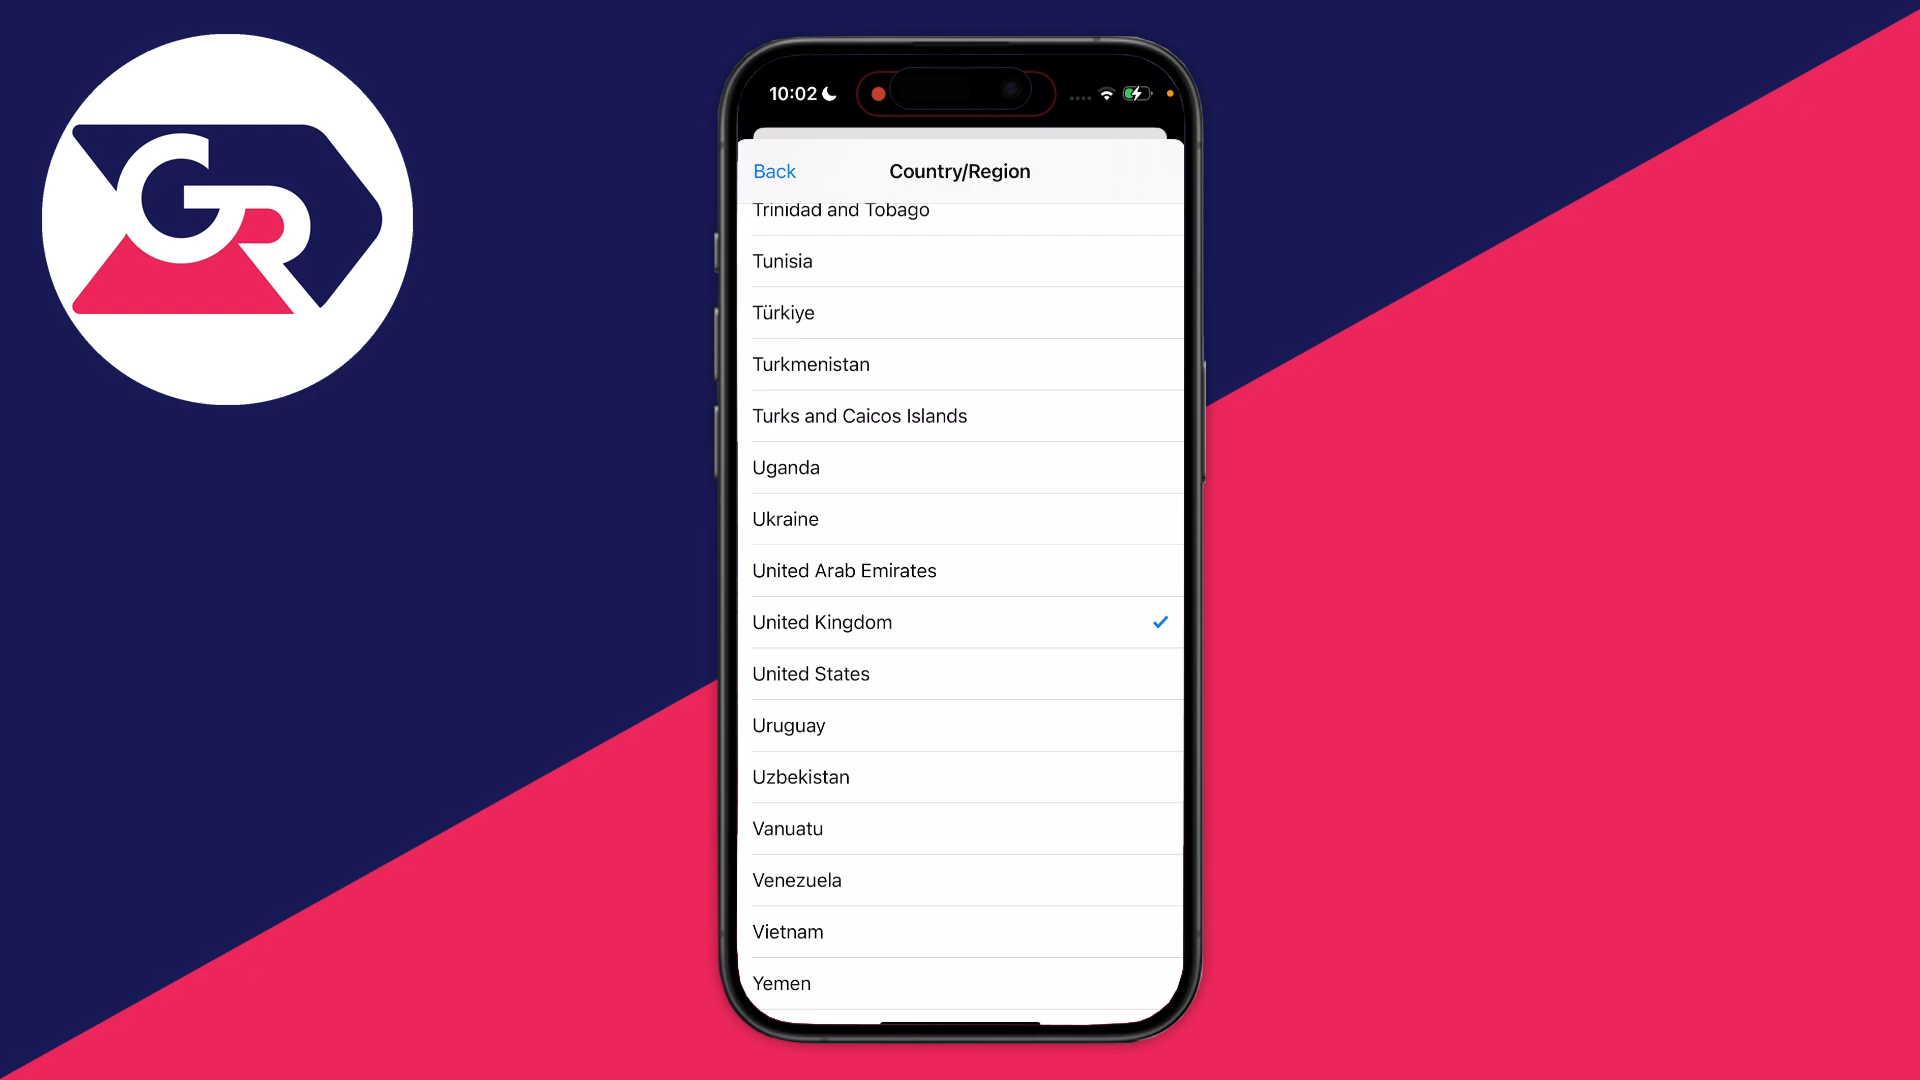 GR
10:02
Back
Country/Region
Trinidad and Tobago
Tunisia
Türkiye
Turkmenistan
Turks and Caicos Islands
Uganda
Ukraine
United Arab Emirates
United Kingdom
United States
Uruguay
Uzbekistan
Vanuatu
Venezuela
Vietnam
Yemen